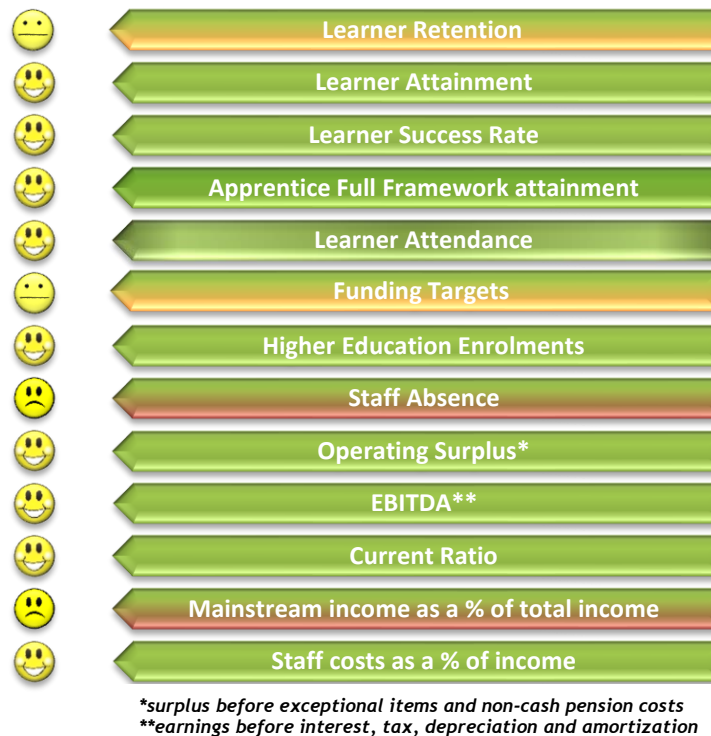 Learner Retention
Learner Attainment
Learner Success Rate
Apprentice Full Framework attainment
Learner Attendance
Funding Targets
Higher Education Enrolments
Staff Absence
Operating Surplus*
EBITDA**
Current Ratio
Mainstream income as a % of total income
Staff costs as a % of income
*surplus before exceptional items and non-cash pension costs
**earnings before interest, tax, depreciation and amortization